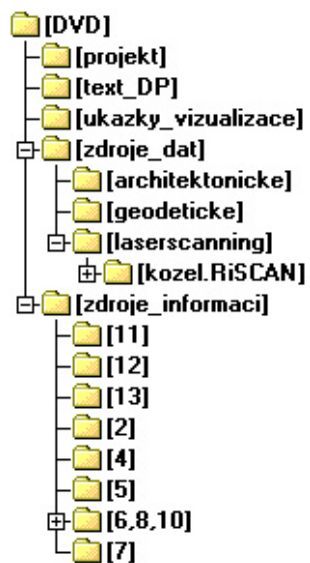 [DVD]
[projekt]
[text_DP]
[ukazky_vizualizace]
[zdroje_dat]
[architektonicke]
[geodeticke]
[laserscanning]
[kozel.RiSCAN]
[zdroje_informaci]
[11]
[12]
[13]
[2]
[4]
[5]
[6,8,10]
[7]